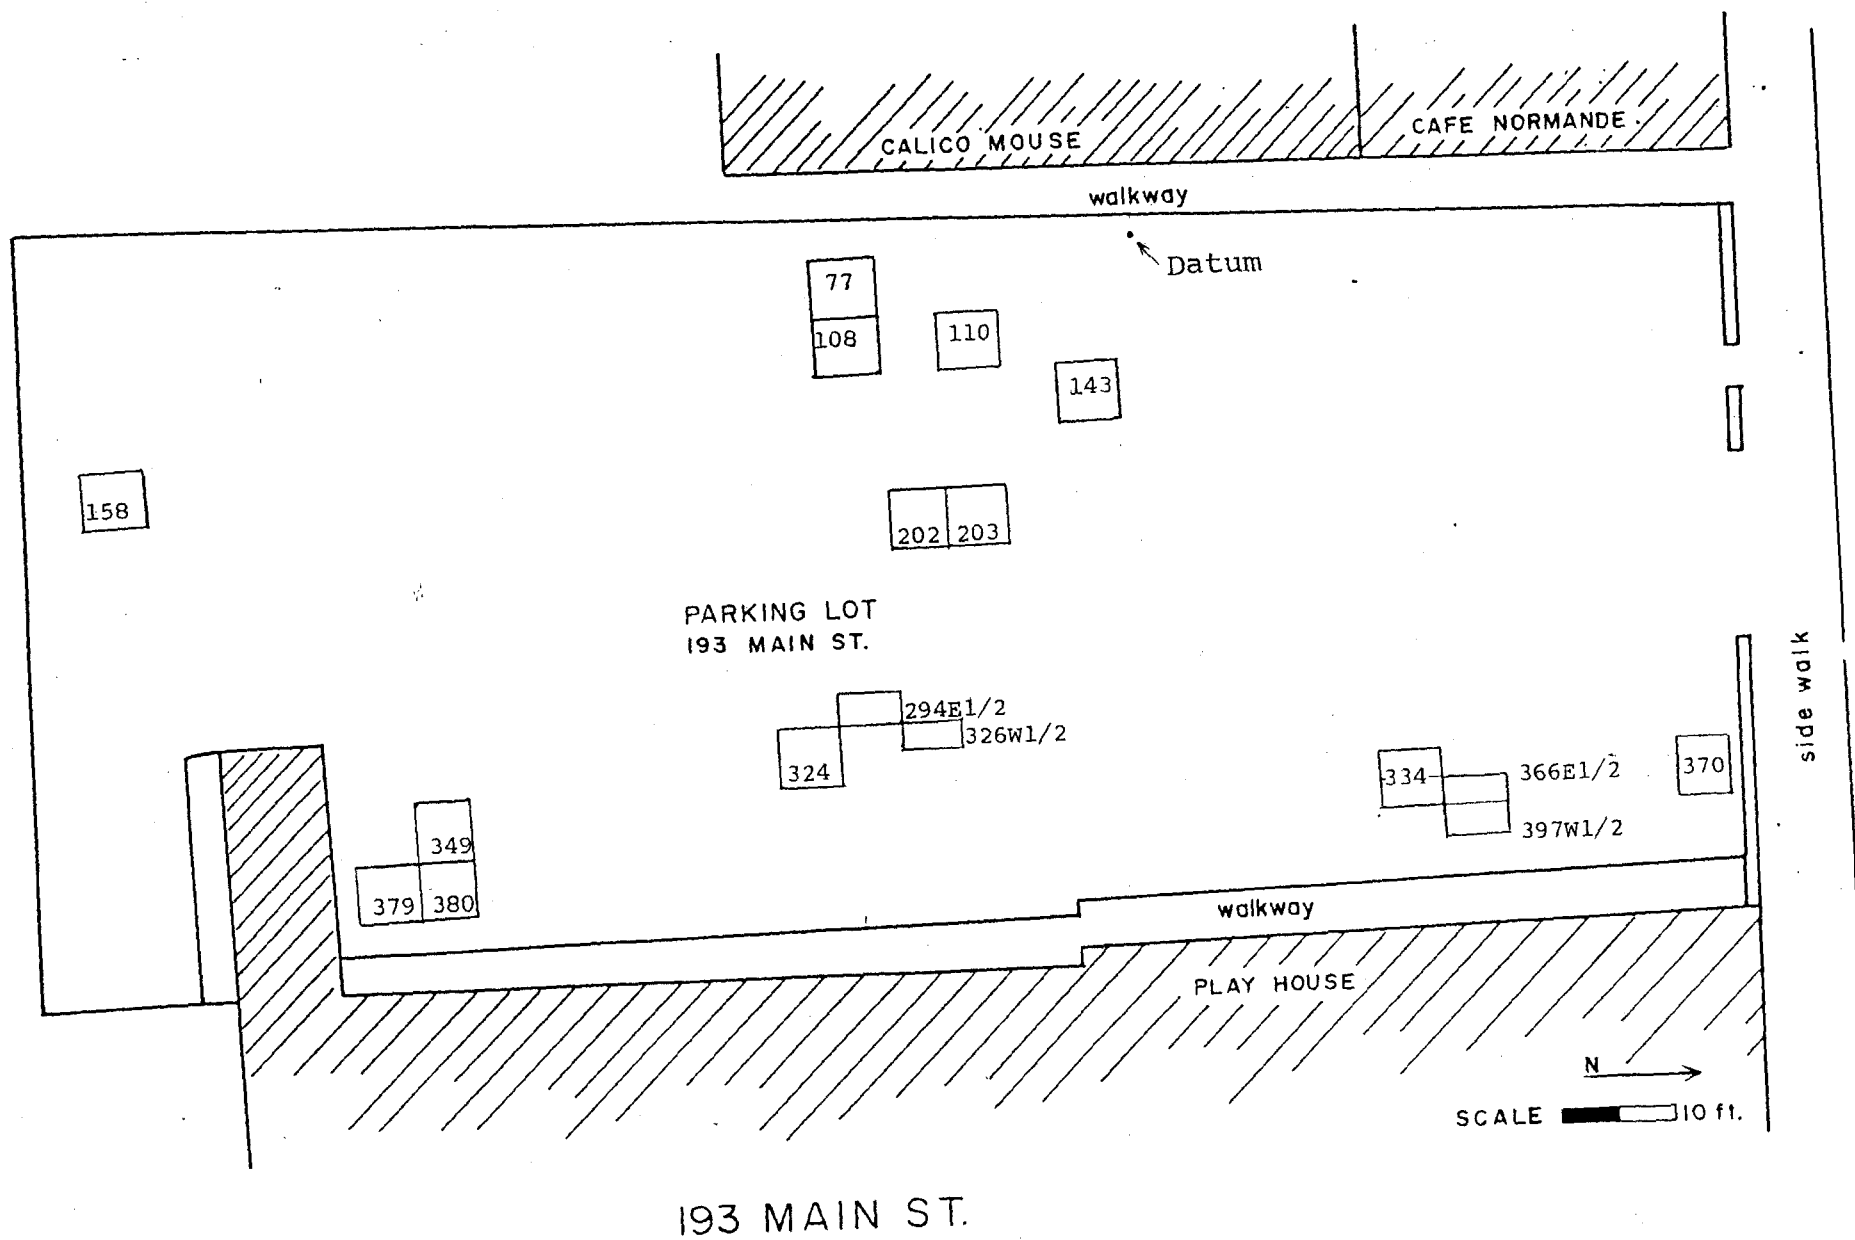 CALICO MOUSE
CAFE NORMANDE
walkway
Datum
77
108
110
143
158
202
203
PARKING LOT
193 MAIN ST.
side walk
294E1/2
326W1/2
324
334
366E1/2
370
397W1/2
349
379
380
walkway
PLAY HOUSE
N
SCALE 10 ft.
193 MAIN ST.